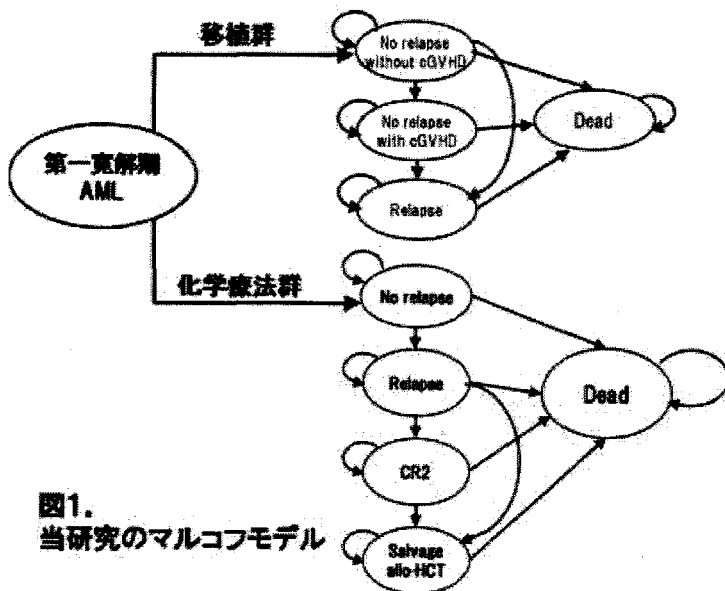 移植群
No relapse
without cGVHD
No relapse
with cGVHD
Dead
Relapse
第一寛解期
AML
化学療法群
No relapse
Relapse
Dead
CR2
Salvage
allo-HCT
図1.
当研究のマルコフモデル